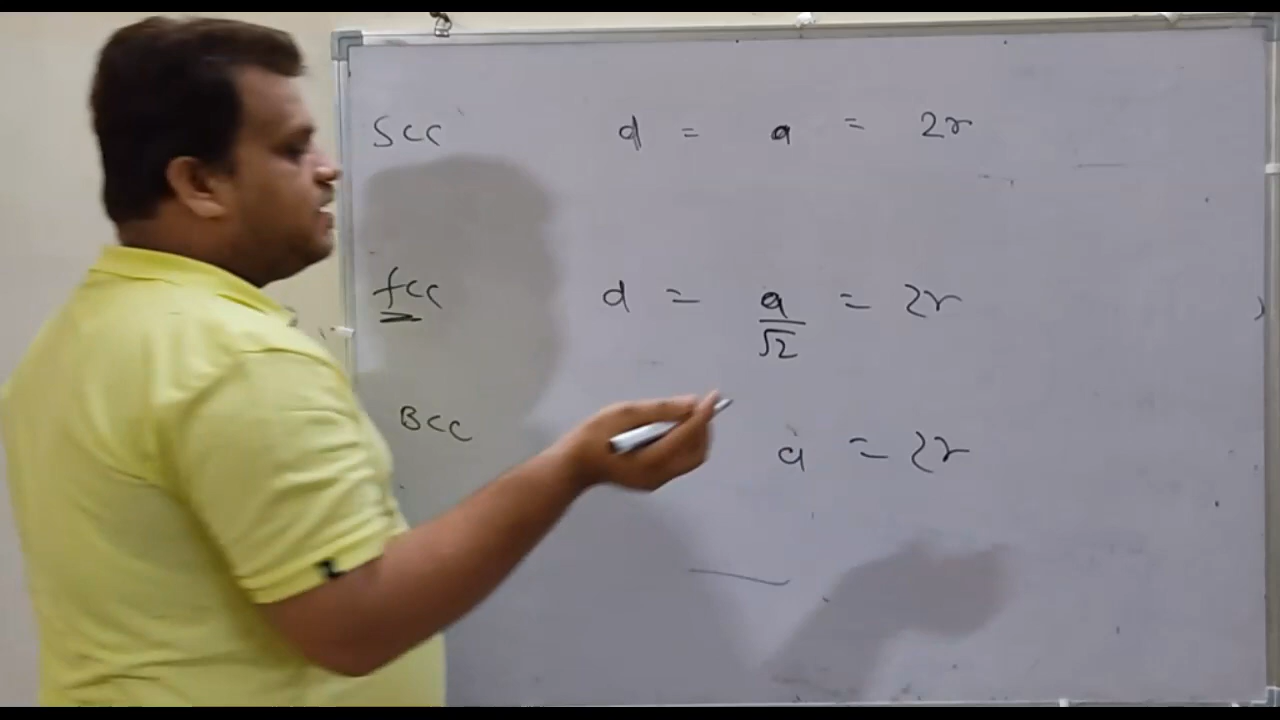 SCC d = a = 2r
fcc d = a/√2 = 2r
BCC a = 2r